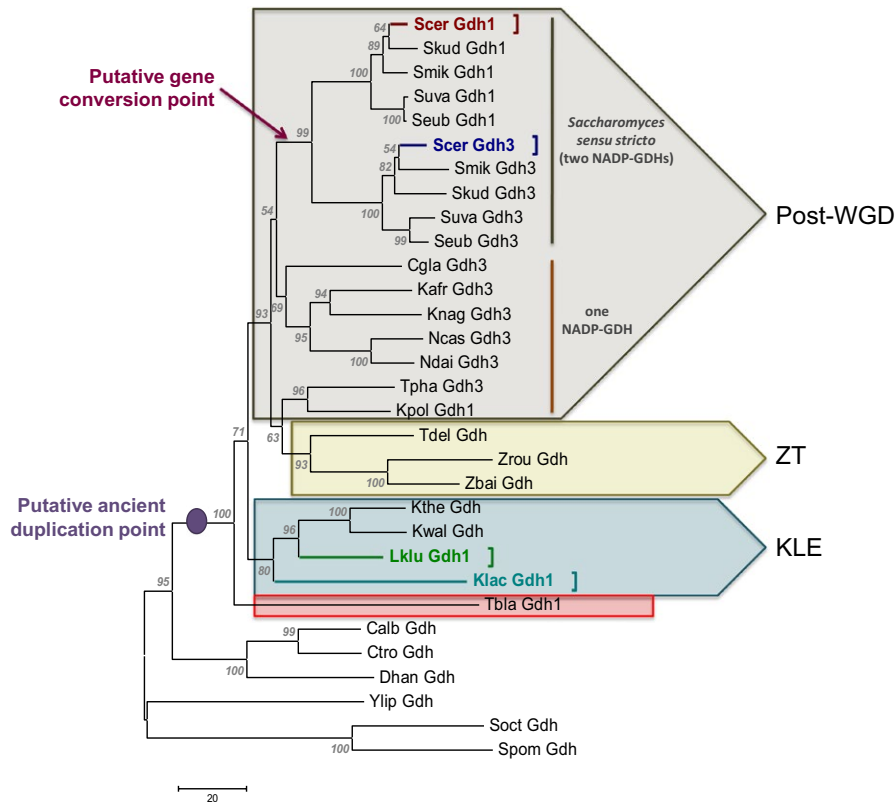 64
Scer Gdh1 ]
89
Skud Gdh1
Putative gene
conversion point
100
Smik Gdh1
Suva Gdh1
100
Seub Gdh1
99
54
Scer Gdh3 ]
82
Smik Gdh3
Skud Gdh3
100
Suva Gdh3
99
Seub Gdh3
Saccharomyces
sensu stricto
(two NADP-GDHs)
Post-WGD
54
Cgla Gdh3
69
94
Kafr Gdh3
Knag Gdh3
93
95
Ncas Gdh3
100
Ndai Gdh3
one
NADP-GDH
96
Tpha Gdh3
Kpol Gdh1
63
Tdel Gdh
93
Zrou Gdh
100
Zbai Gdh
ZT
71
Putative ancient
duplication point
100
100
Kthe Gdh
96
Kwal Gdh
Lklu Gdh1 ]
80
Klac Gdh1 ]
KLE
Tbla Gdh1
95
99
Calb Gdh
Ctro Gdh
100
Dhan Gdh
Ylip Gdh
Soct Gdh
100
Spom Gdh
20